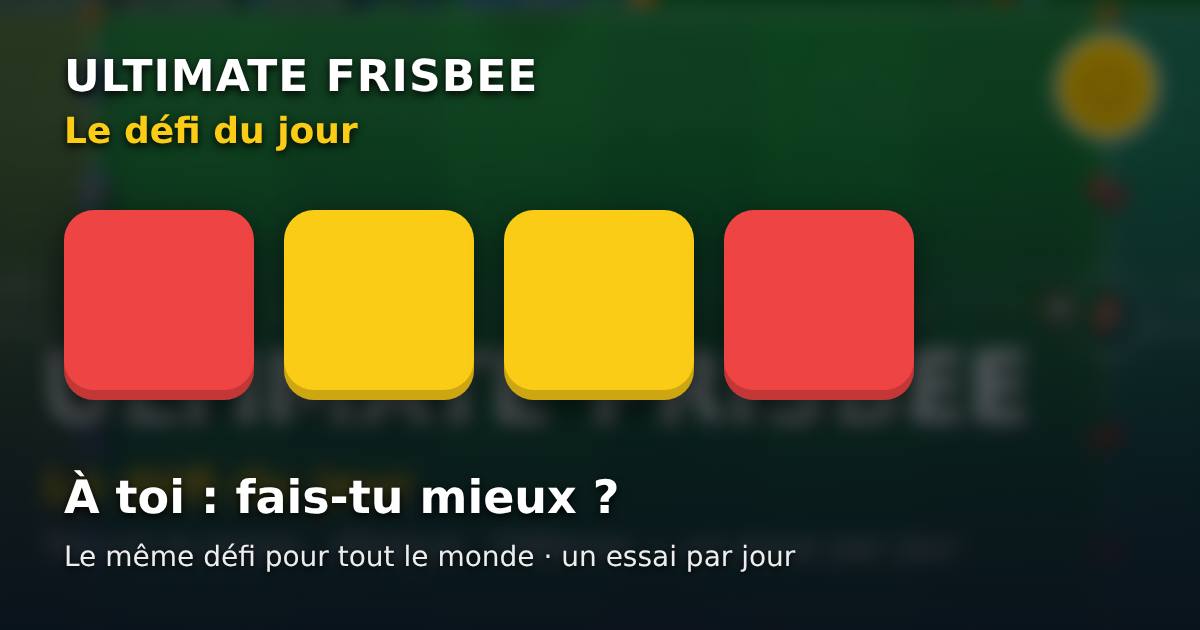 ULTIMATE FRISBEE
Le défi du jour
À toi : fais-tu mieux ?
Le même défi pour tout le monde · un essai par jour